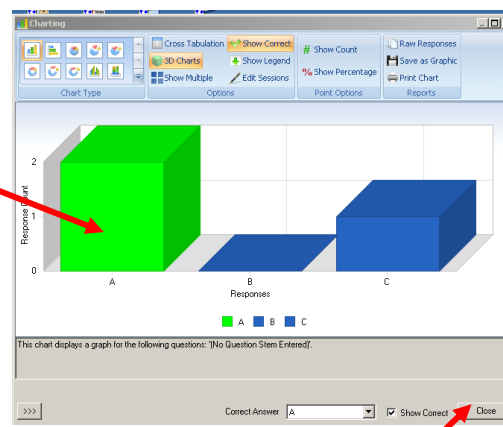 Charting
Cross Tabulation Show Correct
3D Charts Show Legend
Show Multiple Edit Sessions
# Show Count
% Show Percentage
Raw Responses
Save as Graphic
Print Chart
Chart Type Options Point Options Reports
2
1
0
Response Count
A B C
Responses
A B C
This chart displays a graph for the following questions: '(No Question Stem Entered)'.
>>> Correct Answer A Show Correct Close